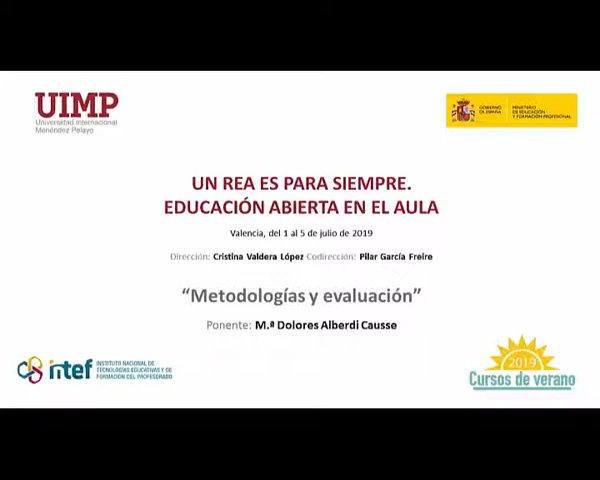 UIMP
Universidad Internacional
Menéndez Pelayo
GOBIERNO
DE ESPAÑA
MINISTERIO
DE EDUCACIÓN
Y FORMACIÓN PROFESIONAL
UN REA ES PARA SIEMPRE.
EDUCACIÓN ABIERTA EN EL AULA
Valencia, del 1 al 5 de julio de 2019
Dirección: Cristina Valdera López Codirección: Pilar García Freire
“Metodologías y evaluación”
Ponente: M.ª Dolores Alberdi Causse
intef
INSTITUTO NACIONAL DE
TECNOLOGÍAS EDUCATIVAS Y DE
FORMACIÓN DEL PROFESORADO
2019
Cursos de verano